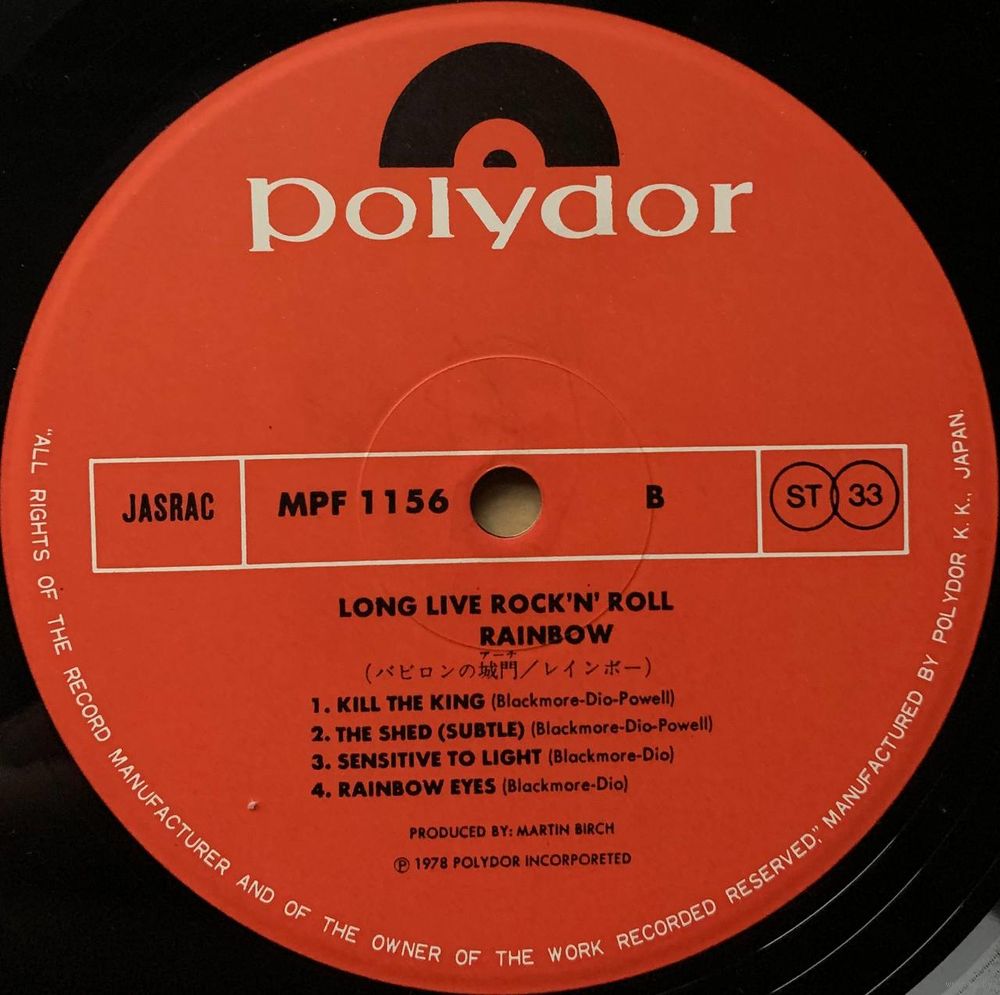 polydor
JASRAC
MPF 1156
B
ST 33
LONG LIVE ROCK'N' ROLL
RAINBOW
アーチ
(バビロンの城門/レインボー)
1. KILL THE KING (Blackmore-Dio-Powell)
2. THE SHED (SUBTLE) (Blackmore-Dio-Powell)
3. SENSITIVE TO LIGHT (Blackmore-Dio)
4. RAINBOW EYES (Blackmore-Dio)
PRODUCED BY: MARTIN BIRCH
℗ 1978 POLYDOR INCORPORETED
"ALL RIGHTS OF THE RECORD MANUFACTURER AND OF THE OWNER OF THE WORK RECORDED RESERVED," MANUFACTURED BY POLYDOR K. K., JAPAN.